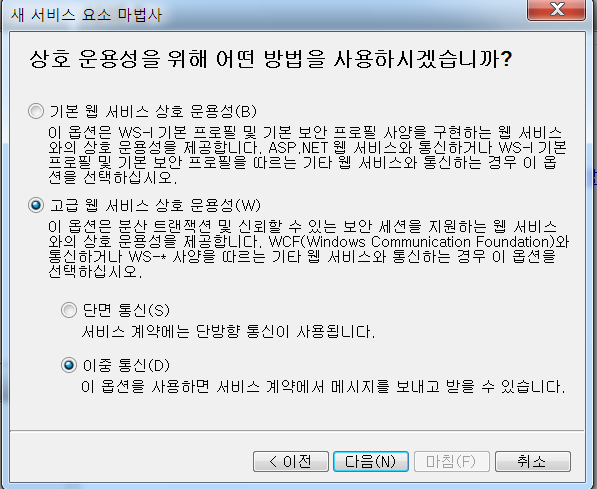 새 서비스 요소 마법사
상호 운용성을 위해 어떤 방법을 사용하시겠습니까?
기본 웹 서비스 상호 운용성(B)
이 옵션은 WS-I 기본 프로필 및 기본 보안 프로필 사양을 구현하는 웹 서비스
와의 상호 운용성을 제공합니다. ASP.NET 웹 서비스와 통신하거나 WS-I 기본
프로필 및 기본 보안 프로필을 따르는 기타 웹 서비스와 통신하는 경우 이 옵
션을 선택하십시오.
고급 웹 서비스 상호 운용성(W)
이 옵션은 분산 트랜잭션 및 신뢰할 수 있는 보안 세션을 지원하는 웹 서비스
와의 상호 운용성을 제공합니다. WCF(Windows Communication Foundation)와
통신하거나 WS-* 사양을 따르는 기타 웹 서비스와 통신하는 경우 이 옵션을
선택하십시오.
단면 통신(S)
서비스 계약에는 단방향 통신이 사용됩니다.
이중 통신(D)
이 옵션을 사용하면 서비스 계약에서 메시지를 보내고 받을 수 있습니다.
< 이전 다음(N) 마침(F) 취소